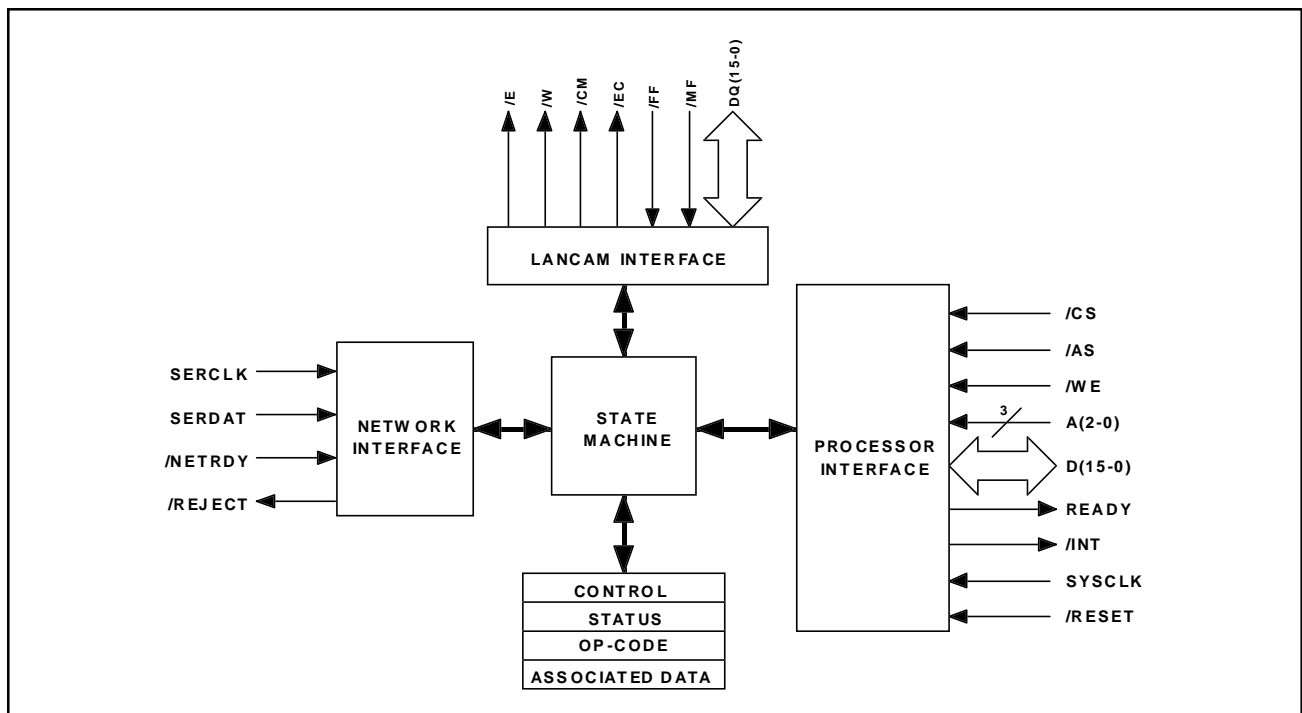 /E
/W
/CM
/EC
/FF
/MF
DQ(15-0)
LANCAM INTERFACE
SERCLK
SERDAT
/NETRDY
/REJECT
NETWORK
INTERFACE
STATE
MACHINE
PROCESSOR
INTERFACE
/CS
/AS
/WE
3
A(2-0)
D(15-0)
READY
/INT
SYSCLK
/RESET
CONTROL
STATUS
OP-CODE
ASSOCIATED DATA